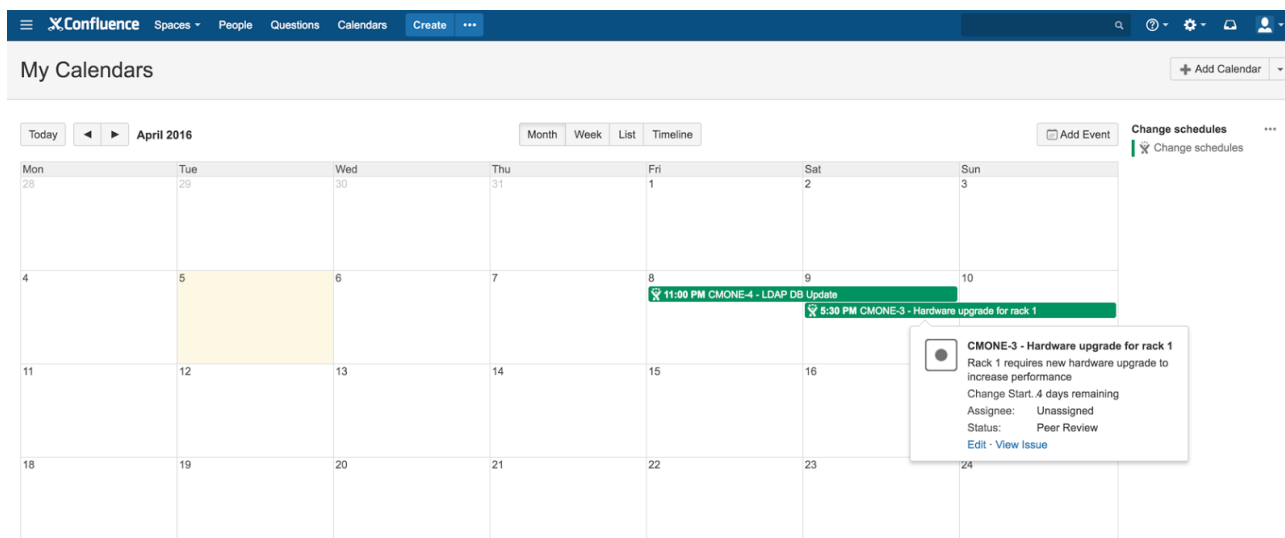 Confluence Spaces People Questions Calendars Create •••
My Calendars
Add Calendar
Today April 2016 Month Week List Timeline Add Event Change schedules •••
Change schedules
Mon Tue Wed Thu Fri Sat Sun
28 29 30 31 1 2 3
4 5 6 7 8 9 10
11:00 PM CMONE-4 - LDAP DB Update
5:30 PM CMONE-3 - Hardware upgrade for rack 1
CMONE-3 - Hardware upgrade for rack 1
Rack 1 requires new hardware upgrade to
increase performance
Change Start..4 days remaining
Assignee: Unassigned
Status: Peer Review
Edit · View Issue
11 12 13 14 15 16
18 19 20 21 22 23 24